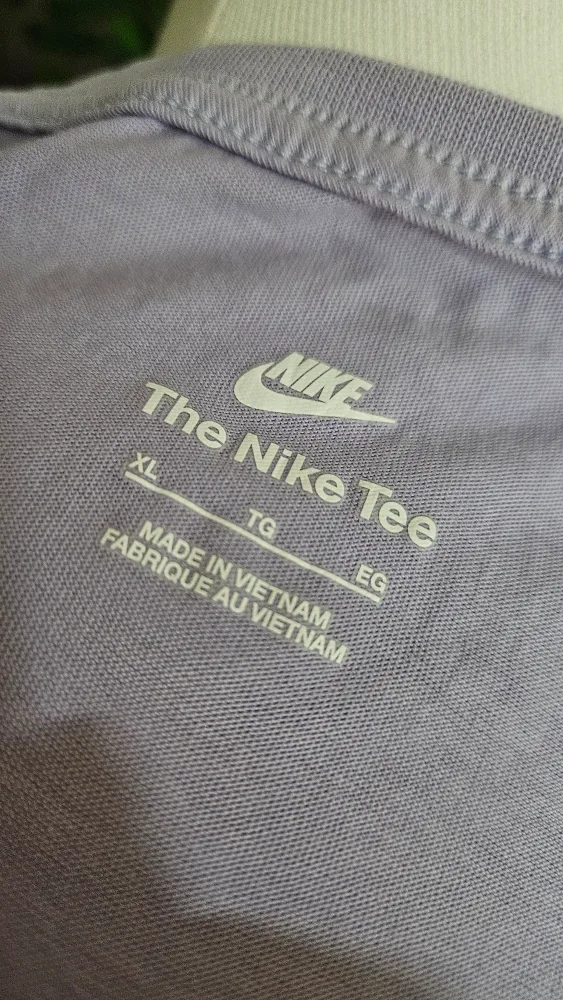 NIKE
The Nike Tee
XL TG EG
MADE IN VIETNAM
FABRIQUE AU VIETNAM